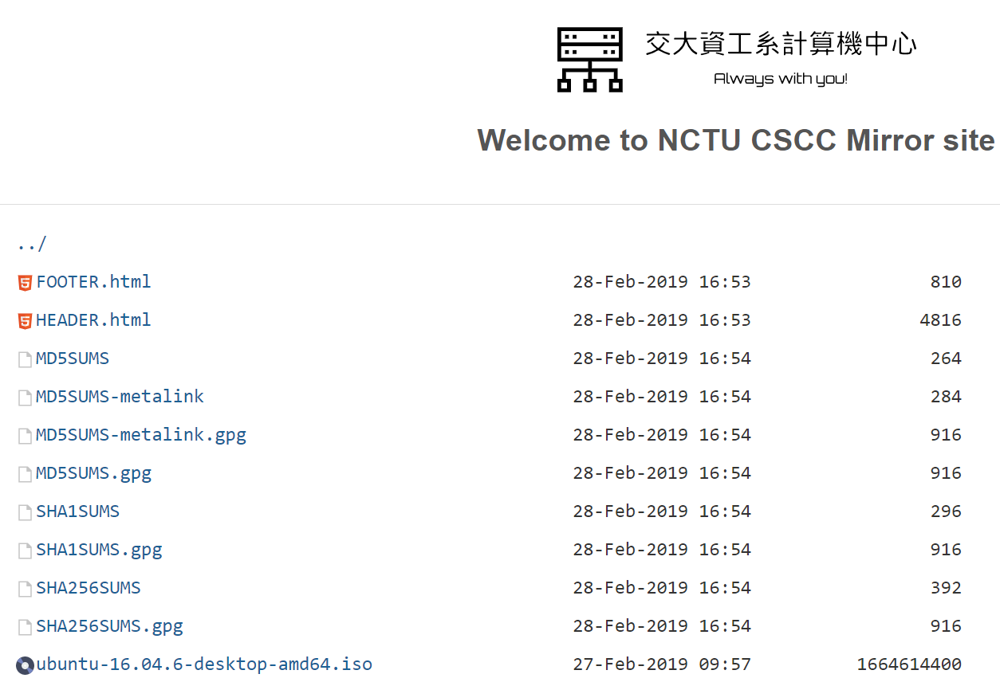 交大資工系計算機中心
Always with you!
Welcome to NCTU CSCC Mirror site
../
FOOTER.html 28-Feb-2019 16:53 810
HEADER.html 28-Feb-2019 16:53 4816
MD5SUMS 28-Feb-2019 16:54 264
MD5SUMS-metalink 28-Feb-2019 16:54 284
MD5SUMS-metalink.gpg 28-Feb-2019 16:54 916
MD5SUMS.gpg 28-Feb-2019 16:54 916
SHA1SUMS 28-Feb-2019 16:54 296
SHA1SUMS.gpg 28-Feb-2019 16:54 916
SHA256SUMS 28-Feb-2019 16:54 392
SHA256SUMS.gpg 28-Feb-2019 16:54 916
ubuntu-16.04.6-desktop-amd64.iso 27-Feb-2019 09:57 1664614400